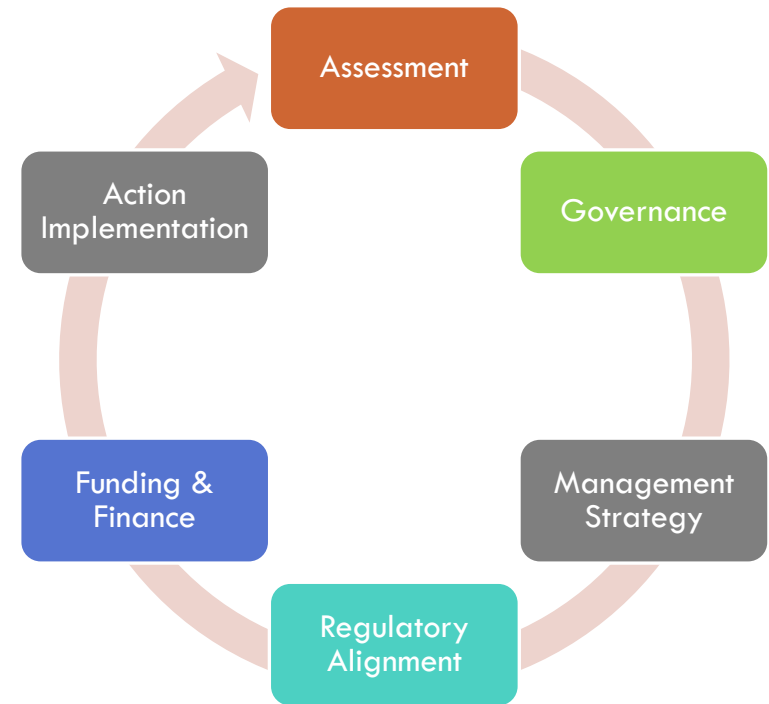 Assessment
Governance
Management
Strategy
Regulatory
Alignment
Funding &
Finance
Action
Implementation